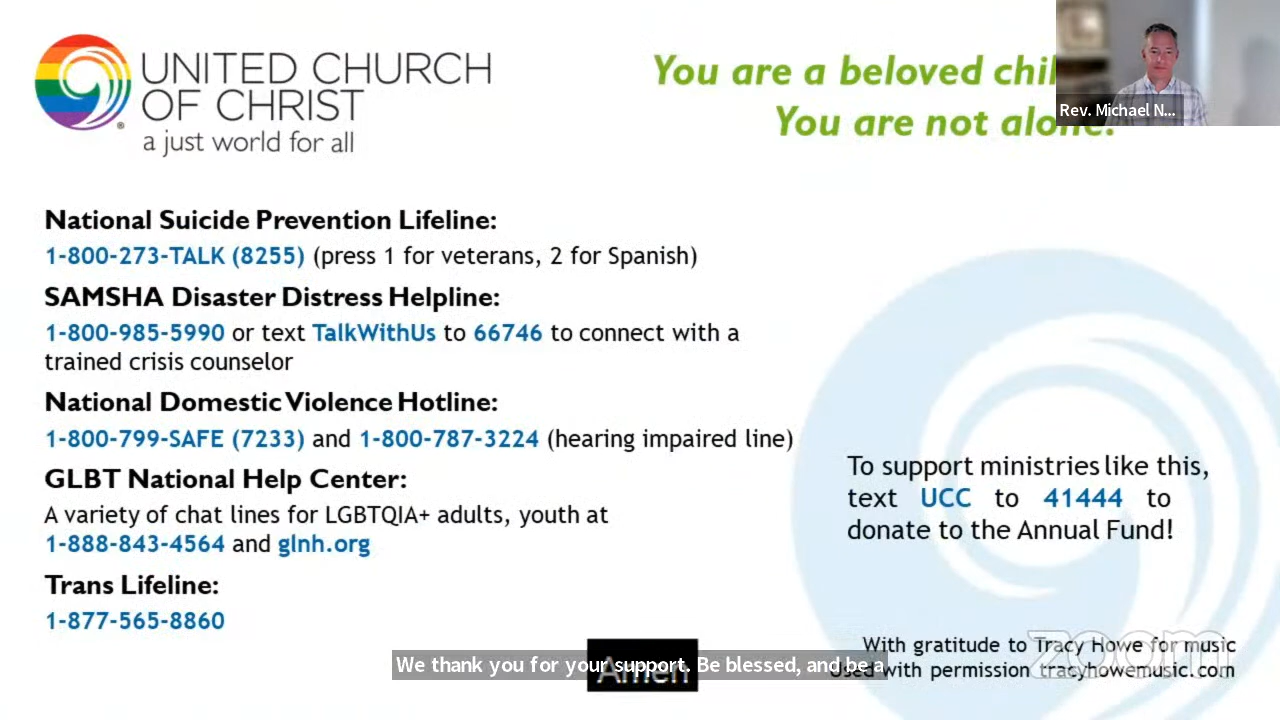 UNITED CHURCH
OF CHRIST
a just world for all
You are a beloved
You are not alone.
Rev. Michael N...
National Suicide Prevention Lifeline:
1-800-273-TALK (8255) (press 1 for veterans, 2 for Spanish)
SAMSHA Disaster Distress Helpline:
1-800-985-5990 or text TalkWithUs to 66746 to connect with a
trained crisis counselor
National Domestic Violence Hotline:
1-800-799-SAFE (7233) and 1-800-787-3224 (hearing impaired line)
GLBT National Help Center:
A variety of chat lines for LGBTQIA+ adults, youth at
1-888-843-4564 and glnh.org
Trans Lifeline:
1-877-565-8860
To support ministries like this,
text UCC to 41444 to
donate to the Annual Fund!
With gratitude to Tracy Howe for music
Used with permission tracyhowemusic.com
zoom
We thank you for your support. Be blessed, and be a
Amen